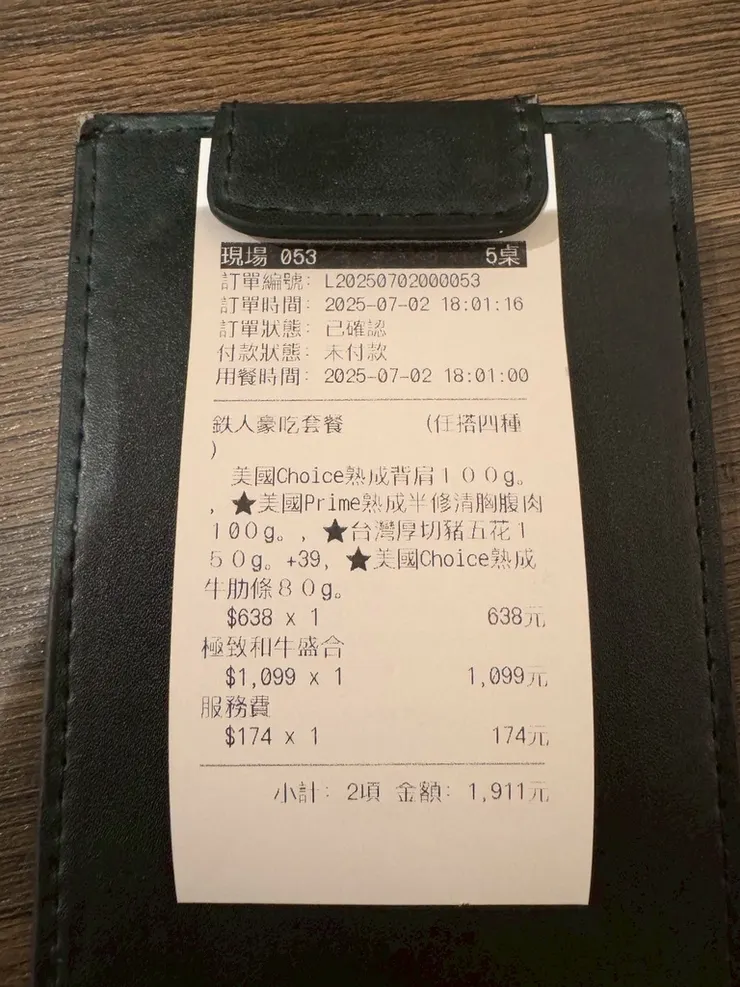 現場 053 5桌
訂單編號: L20250702000053
訂單時間: 2025-07-02 18:01:16
訂單狀態: 已確認
付款狀態: 未付款
用餐時間: 2025-07-02 18:01:00
鉄人豪吃套餐 (任搭四種
)
美國Choice熟成背肩１００g。
, ★美國Prime熟成半修清胸腹肉
１００g。, ★台灣厚切豬五花１
５０g。+39, ★美國Choice熟成
牛肋條８０g。
$638 x 1 638元
極致和牛盛合
$1,099 x 1 1,099元
服務費
$174 x 1 174元
小計: 2項 金額: 1,911元